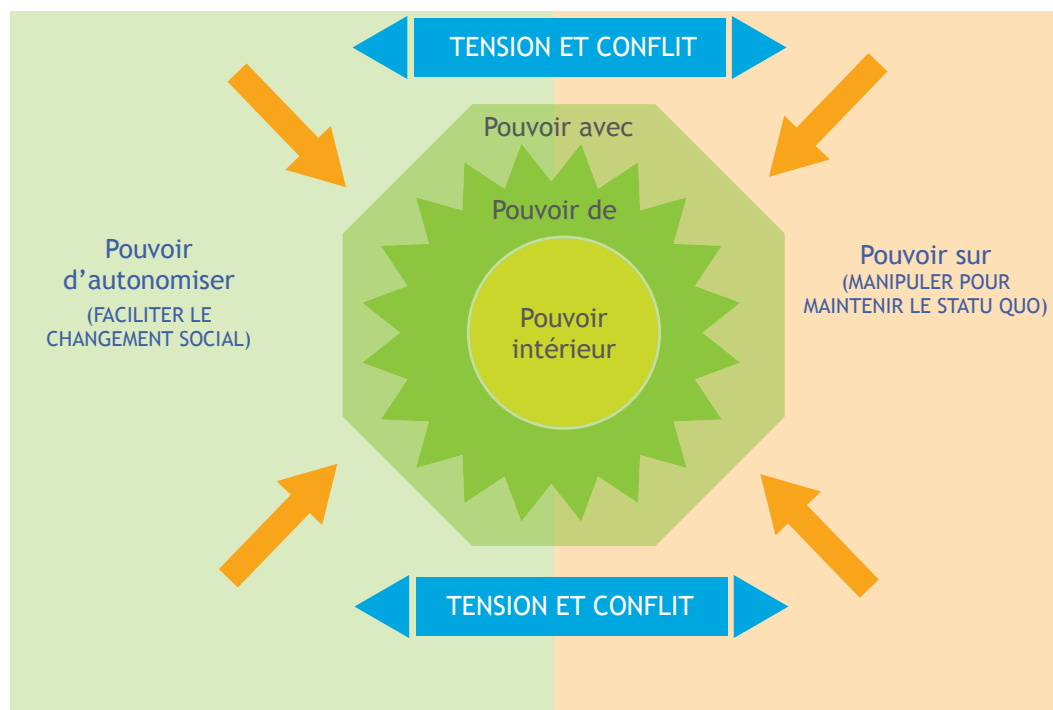 TENSION ET CONFLIT
Pouvoir avec
Pouvoir de
Pouvoir
d’autonomiser
(FACILITER LE
CHANGEMENT SOCIAL)
Pouvoir
intérieur
Pouvoir sur
(MANIPULER POUR
MAINTENIR LE STATU QUO)
TENSION ET CONFLIT